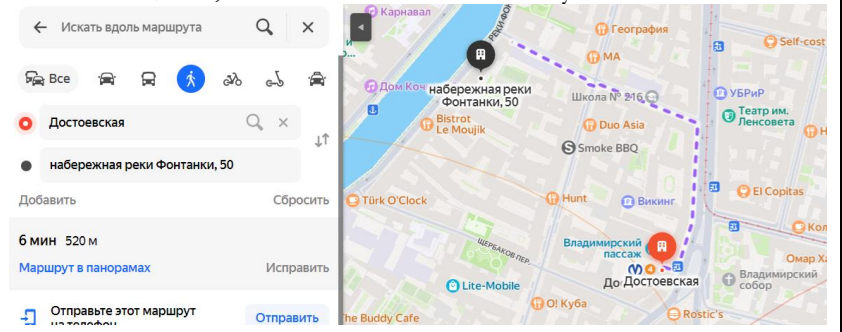 Искать вдоль маршрута
Все
Достоевская
набережная реки Фонтанки, 50
Добавить
Сбросить
6 мин 520 м
Маршрут в панорамах
Исправить
Отправьте этот маршрут
на телефон
Отправить
Карнавал
География
Self-cost
МА
Дом Коч
набережная реки
Фонтанки, 50
Школа № 216
УБРиР
Театр им.
Ленсовета
Bistrot
Le Moujik
Duo Asia
Smoke BBQ
Türk O'Clock
Hunt
Викинг
El Copitas
Кол
ЩЕРБАКОВ ПЕР.
Владимирский
пассаж
Омар Ха
До
Достоевская
Владимирский
собор
Lite-Mobile
О! Куба
Rostic's
The Buddy Cafe